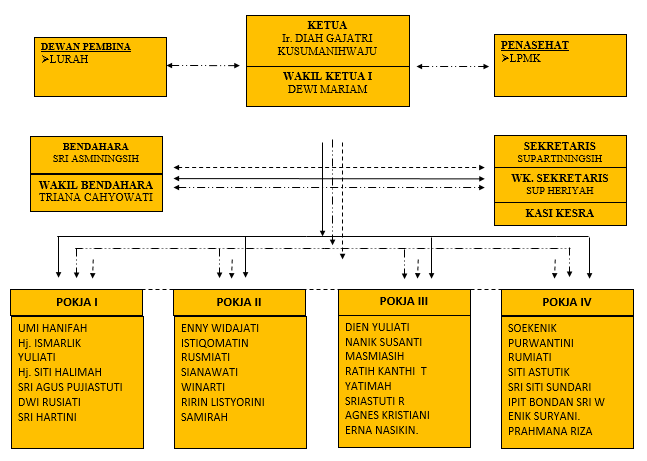 KETUA
Ir. DIAH GAJATRI
KUSUMANIHWAJU
WAKIL KETUA I
DEWI MARIAM
DEWAN PEMBINA
➢LURAH
PENASEHAT
➢LPMK
BENDAHARA
SRI ASMININGSIH
WAKIL BENDAHARA
TRIANA CAHYOWATI
SEKRETARIS
SUPARTININGSIH
WK. SEKRETARIS
SUP HERIYAH
KASI KESRA
POKJA I
UMI HANIFAH
Hj. ISMARLIK
YULIATI
Hj. SITI HALIMAH
SRI AGUS PUJIASTUTI
DWI RUSIATI
SRI HARTINI
POKJA II
ENNY WIDAJATI
ISTIQOMATIN
RUSMIATI
SIANAWATI
WINARTI
RIRIN LISTYORINI
SAMIRAH
POKJA III
DIEN YULIATI
NANIK SUSANTI
MASMIASIH
RATIH KANTHI T
YATIMAH
SRIASTUTI R
AGNES KRISTIANI
ERNA NASIKIN.
POKJA IV
SOEKENIK
PURWANTINI
RUMIATI
SITI ASTUTIK
SRI SITI SUNDARI
IPIT BONDAN SRI W
ENIK SURYANI.
PRAHMANA RIZA